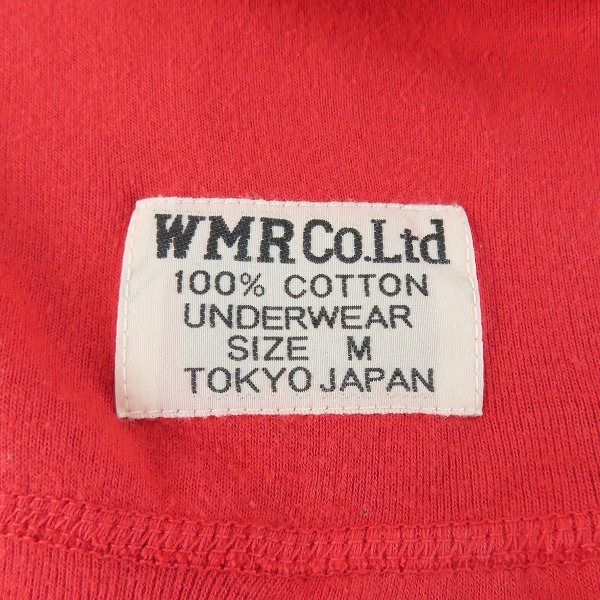 WMR Co.Ltd
100% COTTON
UNDERWEAR
SIZE M
TOKYO JAPAN